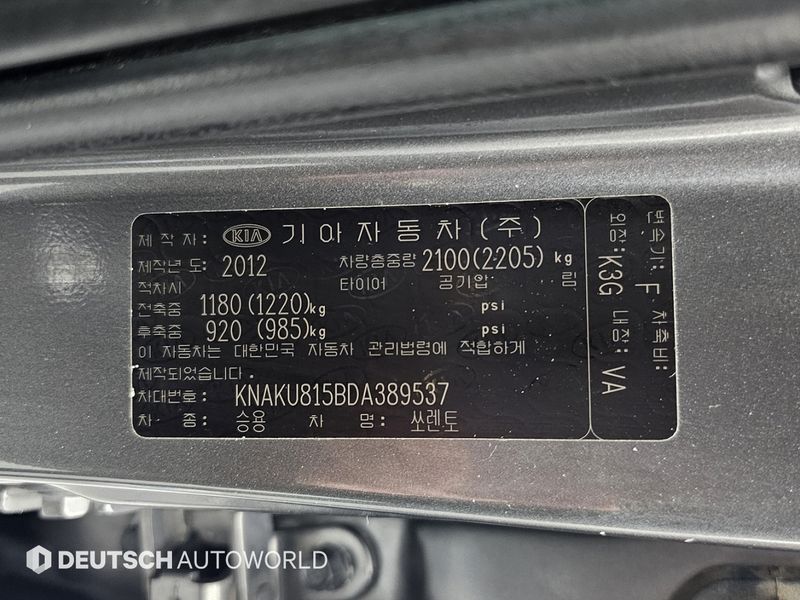 제 작 자: KIA 기아자동차(주)
제작년도: 2012 차량총중량 2100(2205) kg
적차시 타이어 공기압 림
전축중 1180(1220)kg psi
후축중 920 (985)kg psi
이 자동차는 대한민국 자동차 관리법령에 적합하게
제작되었습니다.
차대번호: KNAKU815BDA389537
차 종: 승용 차 명: 쏘렌토
변속기: F 차축비:
외장: K3G 내장: VA
DEUTSCH AUTOWORLD